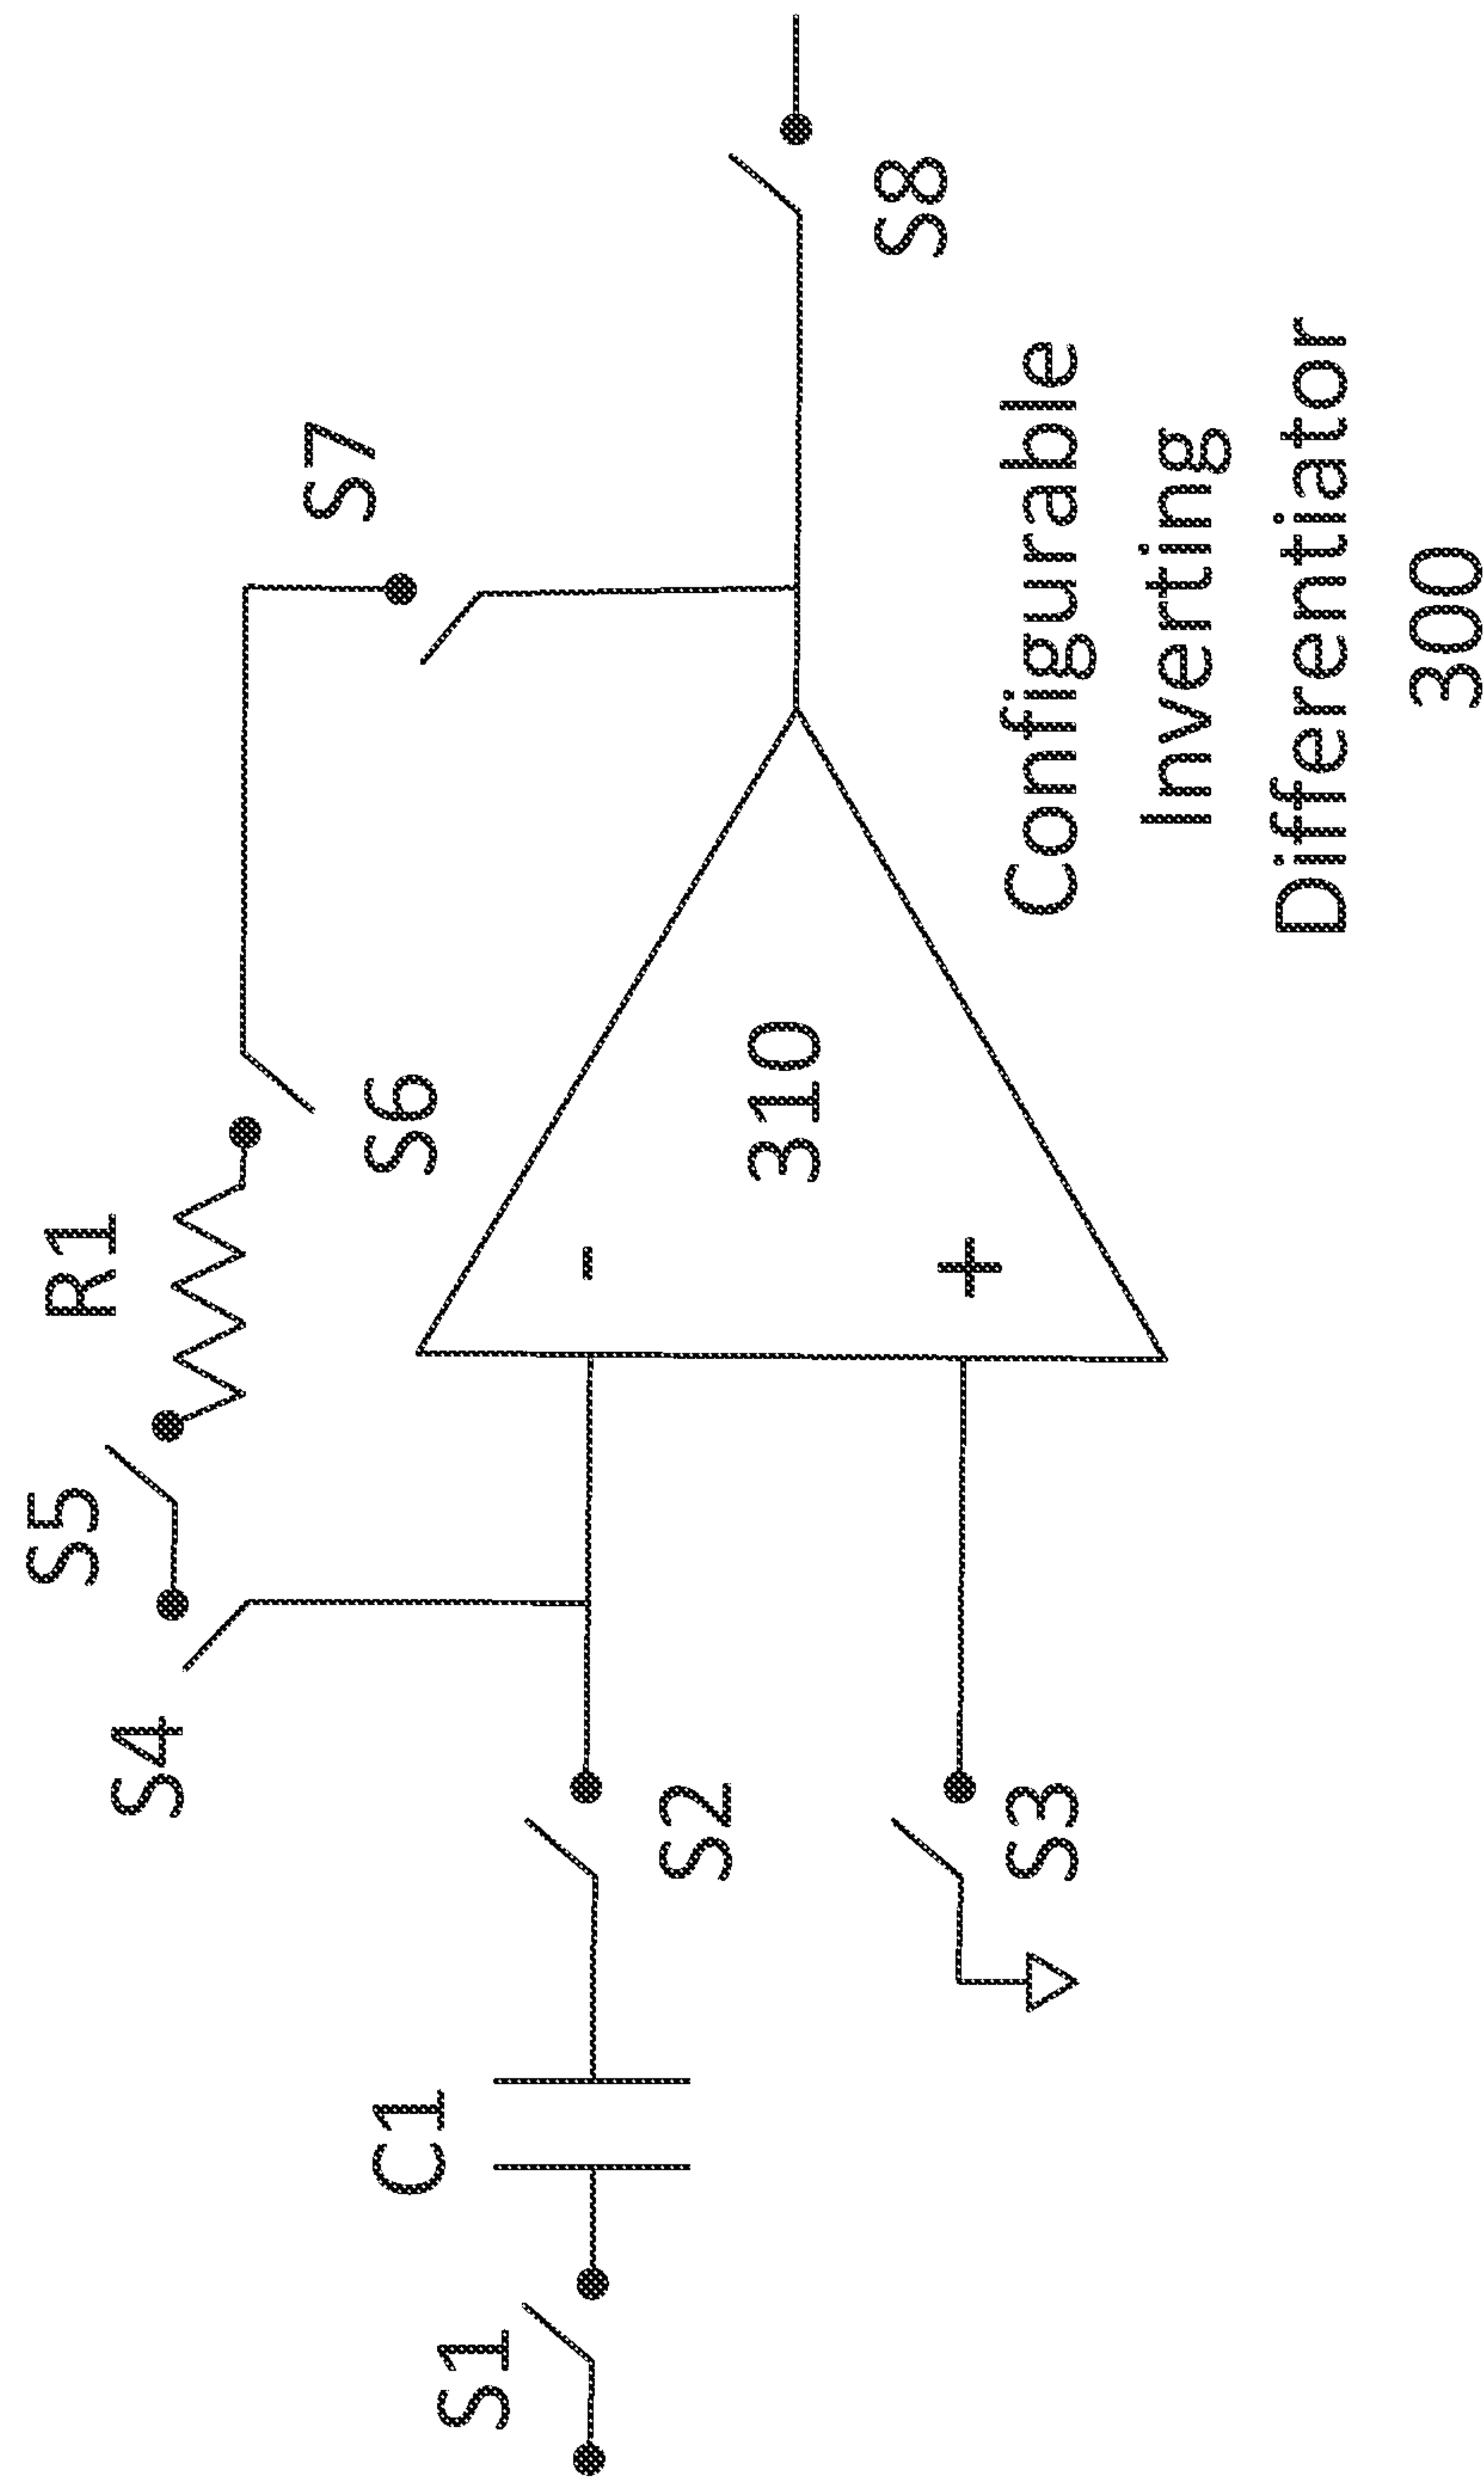 R1
S5
S6
S7
S4
310
-
+
C1
S2
S8
S1
S3
Configurable
Inverting
Differentiator
300